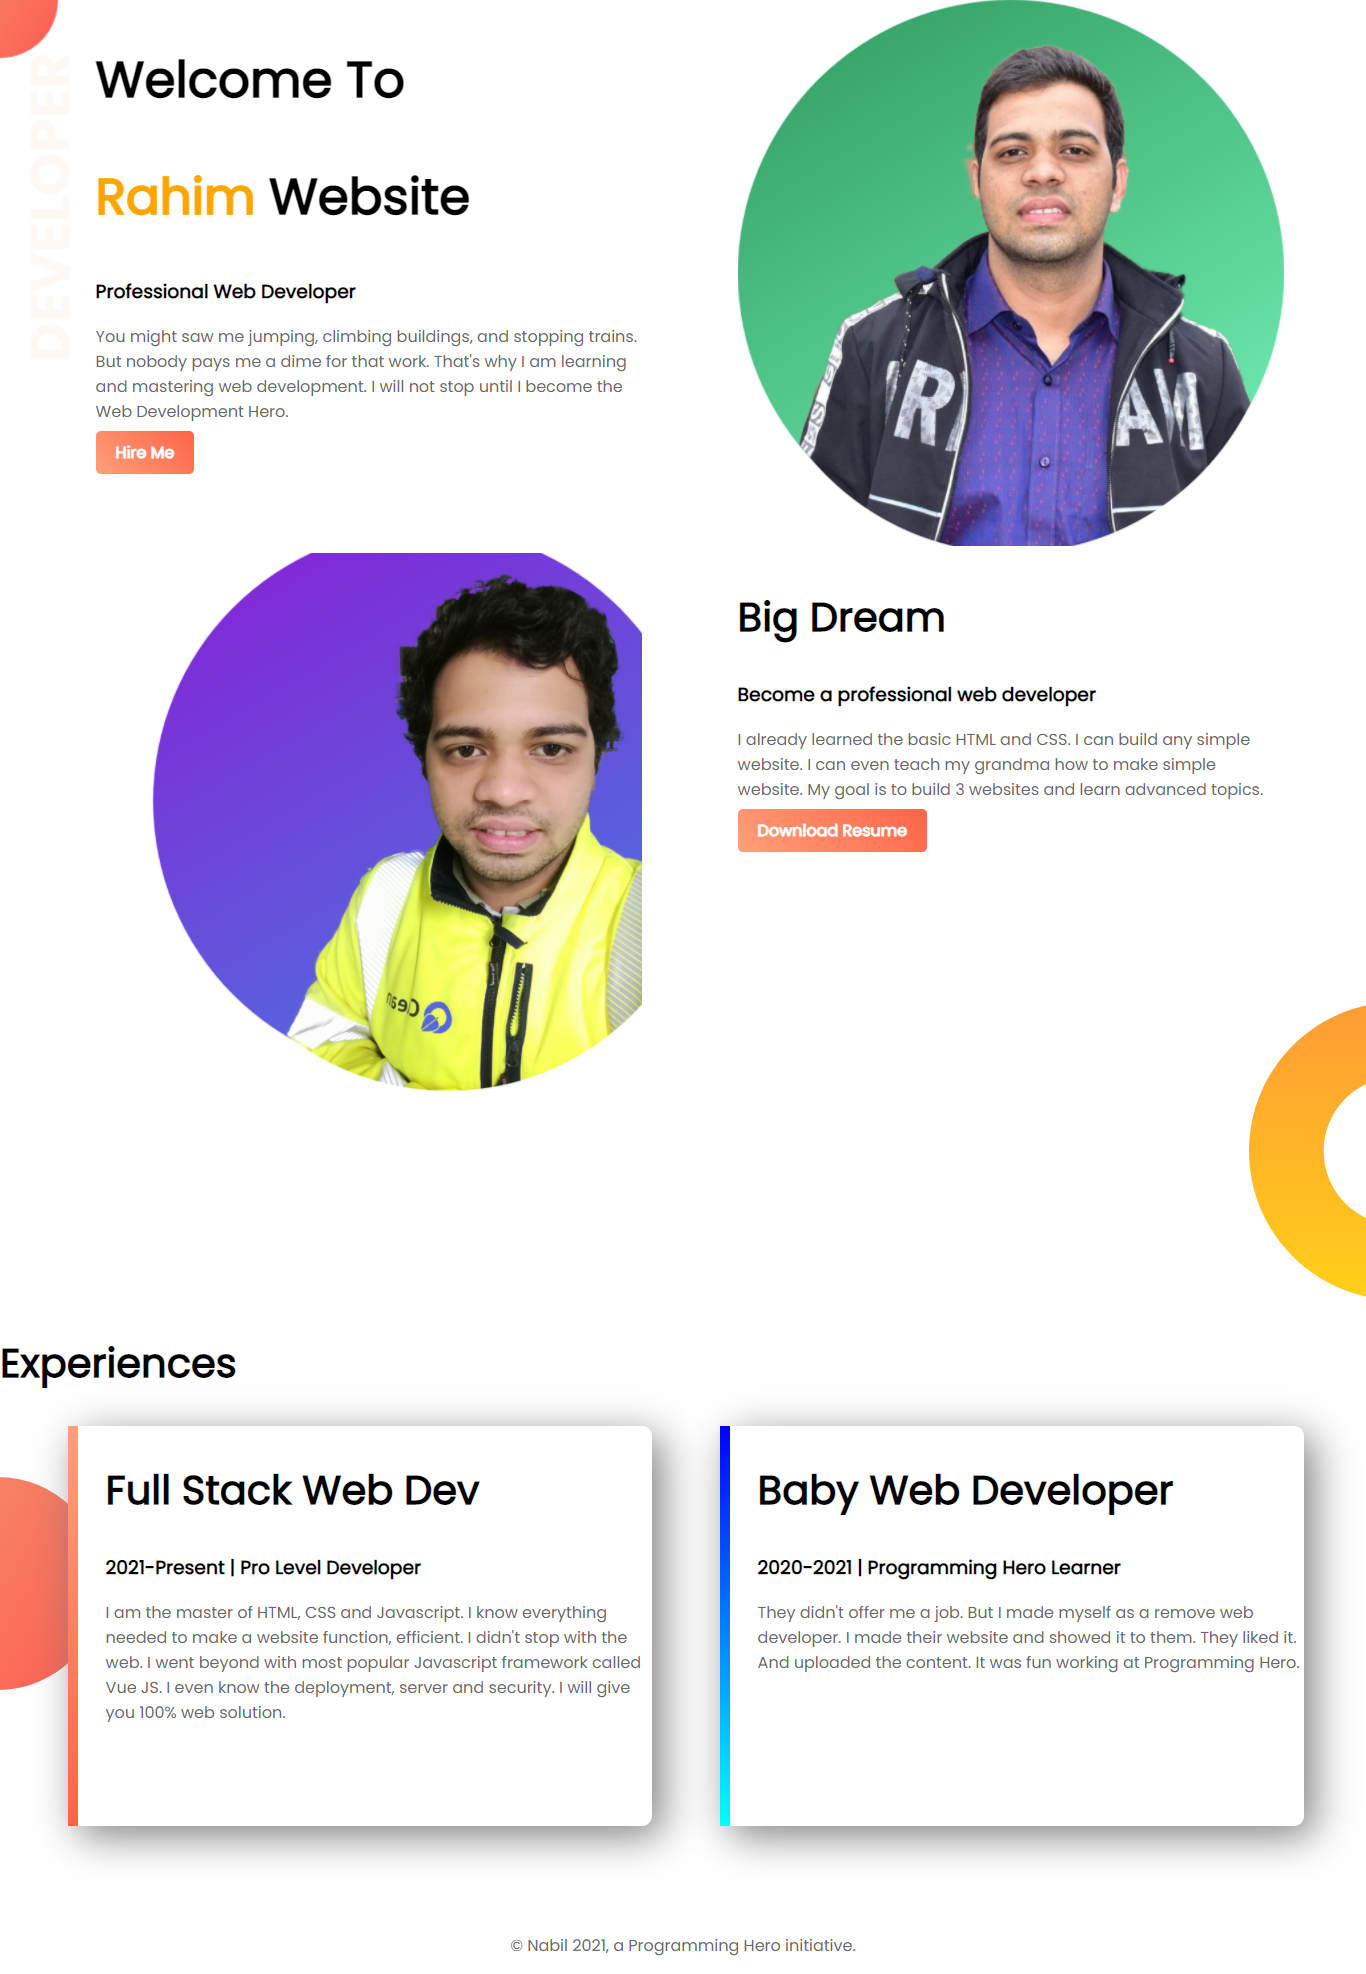 DEVELOPER
Welcome To
Rahim Website
Professional Web Developer
You might saw me jumping, climbing buildings, and stopping trains.
But nobody pays me a dime for that work. That's why I am learning
and mastering web development. I will not stop until I become the
Web Development Hero.
Hire Me
Big Dream
Become a professional web developer
I already learned the basic HTML and CSS. I can build any simple
website. I can even teach my grandma how to make simple
website. My goal is to build 3 websites and learn advanced topics.
Download Resume
Experiences
Full Stack Web Dev
2021-Present | Pro Level Developer
I am the master of HTML, CSS and Javascript. I know everything
needed to make a website function, efficient. I didn't stop with the
web. I went beyond with most popular Javascript framework called
Vue JS. I even know the deployment, server and security. I will give
you 100% web solution.
Baby Web Developer
2020-2021 | Programming Hero Learner
They didn't offer me a job. But I made myself as a remove web
developer. I made their website and showed it to them. They liked it.
And uploaded the content. It was fun working at Programming Hero.
© Nabil 2021, a Programming Hero initiative.